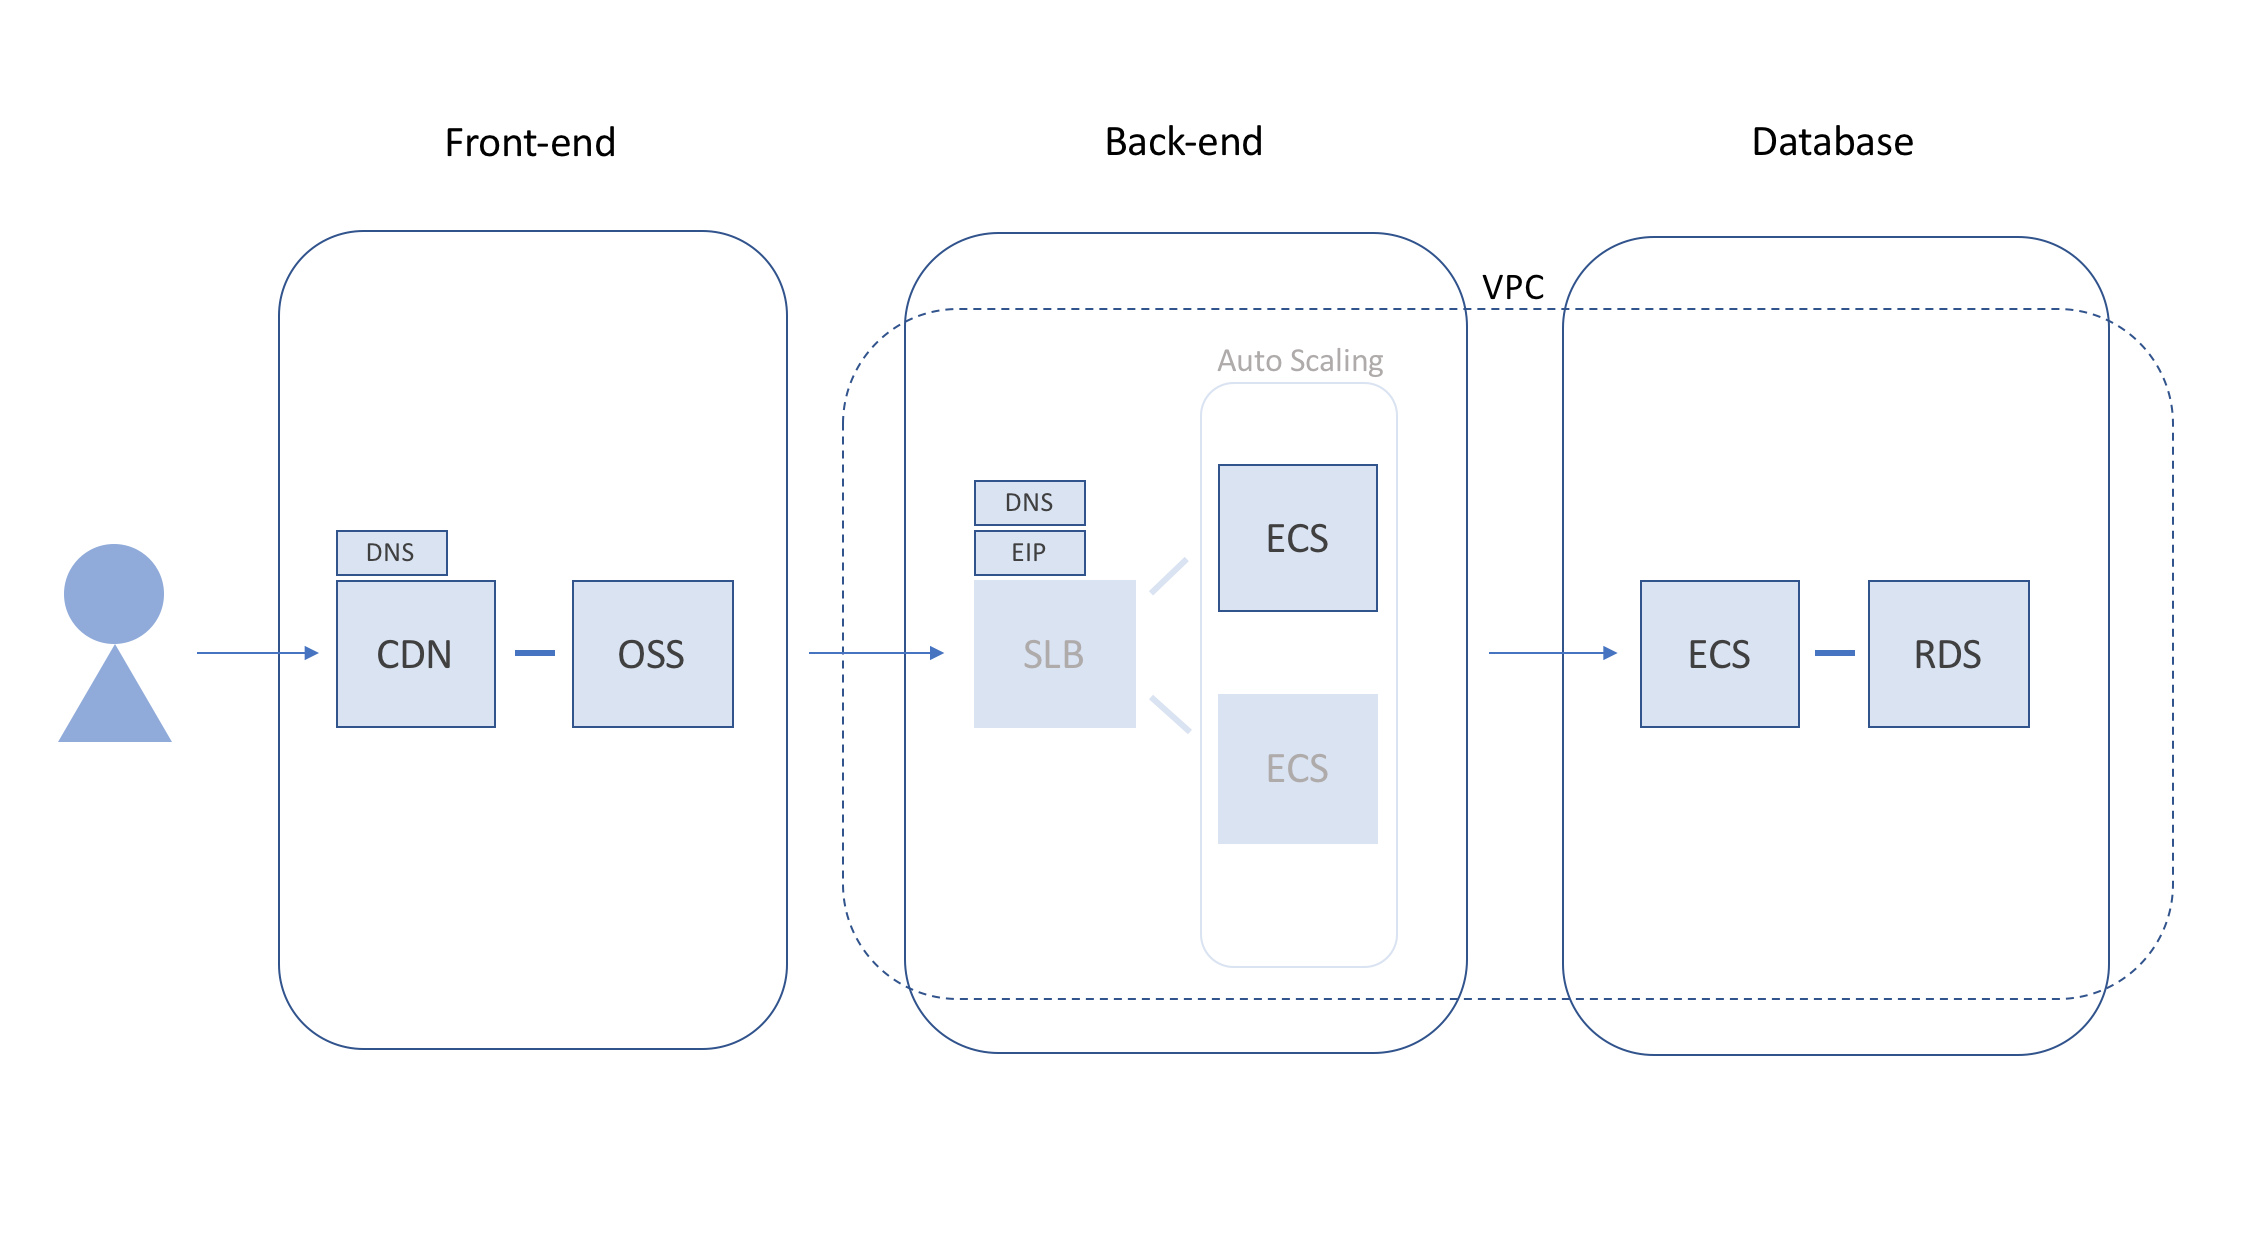 Front-end
Back-end
Database
VPC
Auto Scaling
DNS
CDN
OSS
DNS
EIP
SLB
ECS
ECS
ECS
RDS